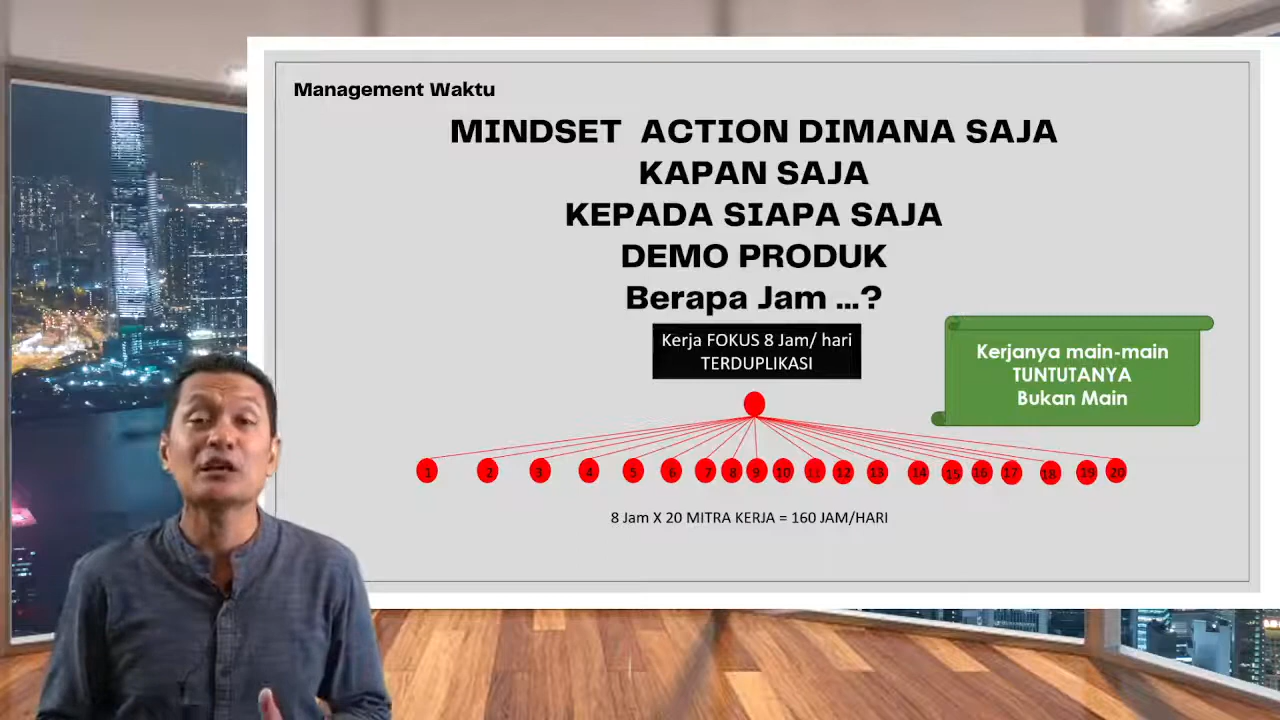 Management Waktu
MINDSET ACTION DIMANA SAJA
KAPAN SAJA
KEPADA SIAPA SAJA
DEMO PRODUK
Berapa Jam ...?
Kerja FOKUS 8 Jam/ hari
TERDUPLIKASI
Kerjanya main-main
TUNTUTANYA
Bukan Main
1 2 3 4 5 6 7 8 9 10 11 12 13 14 15 16 17 18 19 20
8 Jam X 20 MITRA KERJA = 160 JAM/HARI